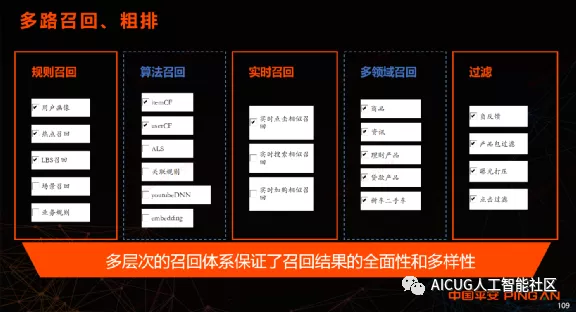 多路召回、粗排
规则召回
用户画像
热点召回
LBS召回
场景召回
业务规则
算法召回
itemCF
userCF
ALS
关联规则
youtubeDNN
embedding
实时召回
实时点击相似召
回
实时搜索相似召
回
实时加购相似召
回
多领域召回
商品
资讯
理财产品
贷款产品
新车二手车
过滤
负反馈
产品包过滤
曝光打压
点击过滤
多层次的召回体系保证了召回结果的全面性和多样性
AICUG人工智能社区
中国平安 PING AN
109